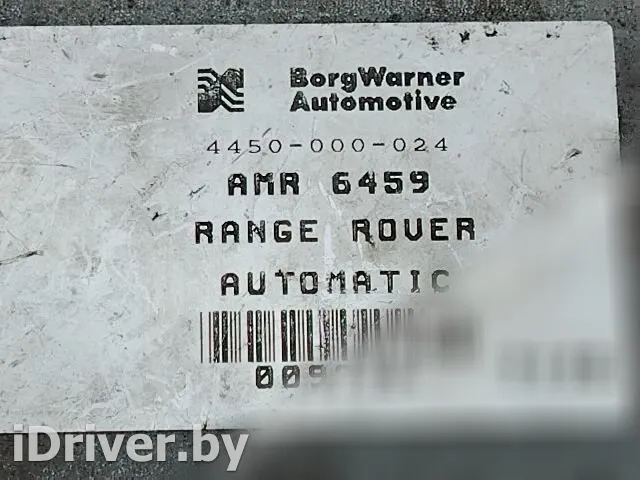 BorgWarner
Automotive
4450-000-024
AMR 6459
RANGE ROVER
AUTOMATIC
iDriver.by